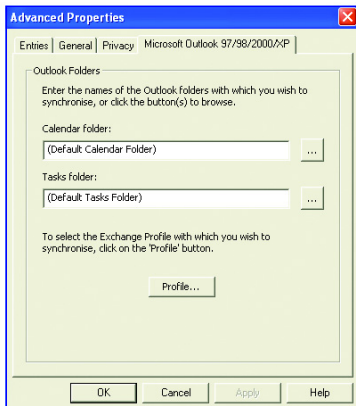 Advanced Properties
Entries General Privacy Microsoft Outlook 97/98/2000/XP
Outlook Folders
Enter the names of the Outlook folders with which you wish to
synchronise, or click the button(s) to browse.
Calendar folder:
(Default Calendar Folder) ...
Tasks folder:
(Default Tasks Folder) ...
To select the Exchange Profile with which you wish to
synchronise, click on the 'Profile' button.
Profile...
OK Cancel Apply Help